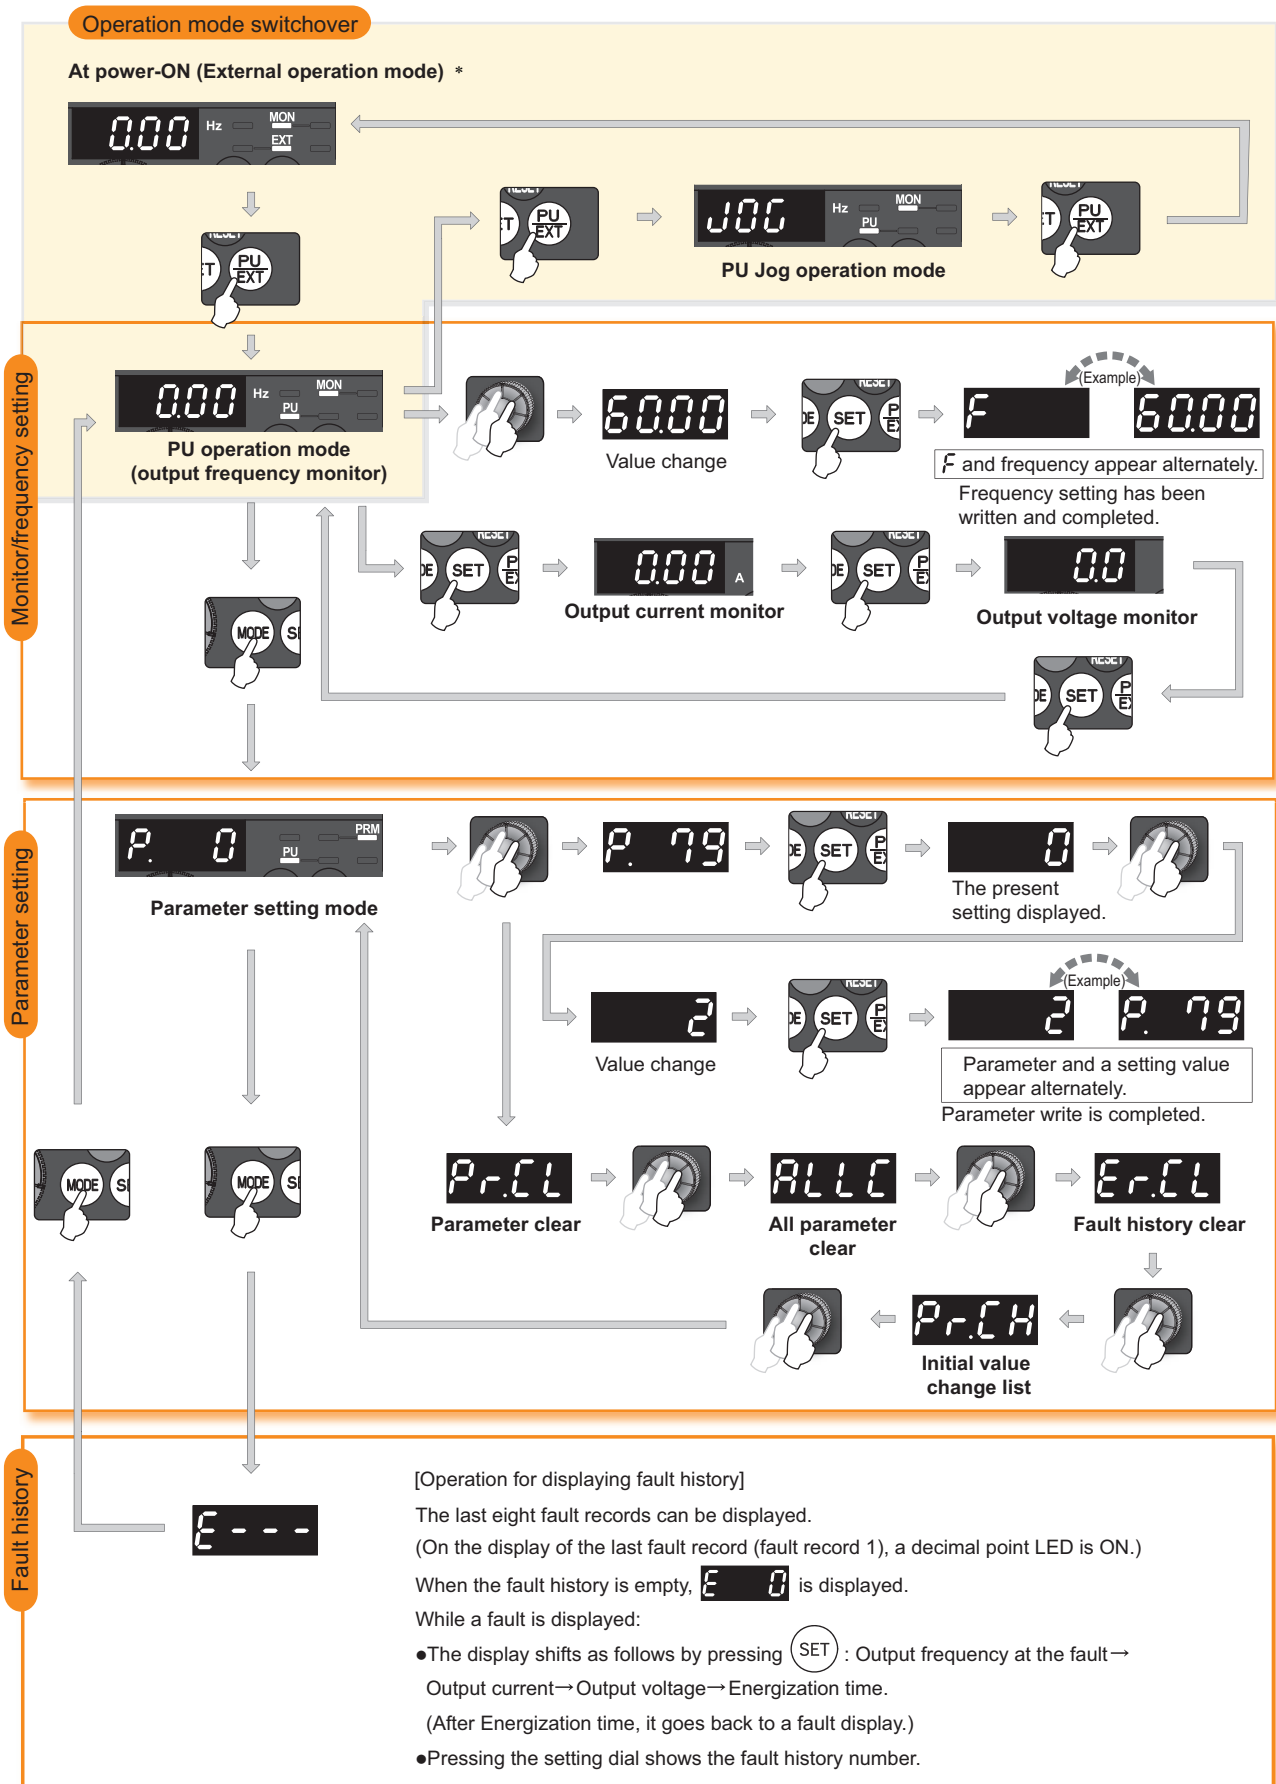 Operation mode switchover
At power-ON (External operation mode) *
0.00 Hz MON EXT
PU EXT
RESET
PU EXT
JOG Hz MON PU
PU EXT
PU Jog operation mode
Monitor/frequency setting
0.00 Hz MON PU
PU operation mode
(output frequency monitor)
60.00
Value change
RESET
SET
(Example)
F 60.00
F and frequency appear alternately.
Frequency setting has been
written and completed.
RESET
SET
0.00 A
Output current monitor
RESET
SET
0.0
Output voltage monitor
MODE
RESET
SET
Parameter setting
P. 0 PRM PU
Parameter setting mode
P. 79
RESET
SET
0
The present
setting displayed.
2
Value change
RESET
SET
(Example)
2 P. 79
Parameter and a setting value
appear alternately.
Parameter write is completed.
MODE
MODE
Pr.CL
Parameter clear
ALLC
All parameter
clear
Er.CL
Fault history clear
Pr.CH
Initial value
change list
Fault history
E---
[Operation for displaying fault history]
The last eight fault records can be displayed.
(On the display of the last fault record (fault record 1), a decimal point LED is ON.)
When the fault history is empty, E 0 is displayed.
While a fault is displayed:
●The display shifts as follows by pressing SET : Output frequency at the fault→
Output current→Output voltage→Energization time.
(After Energization time, it goes back to a fault display.)
●Pressing the setting dial shows the fault history number.